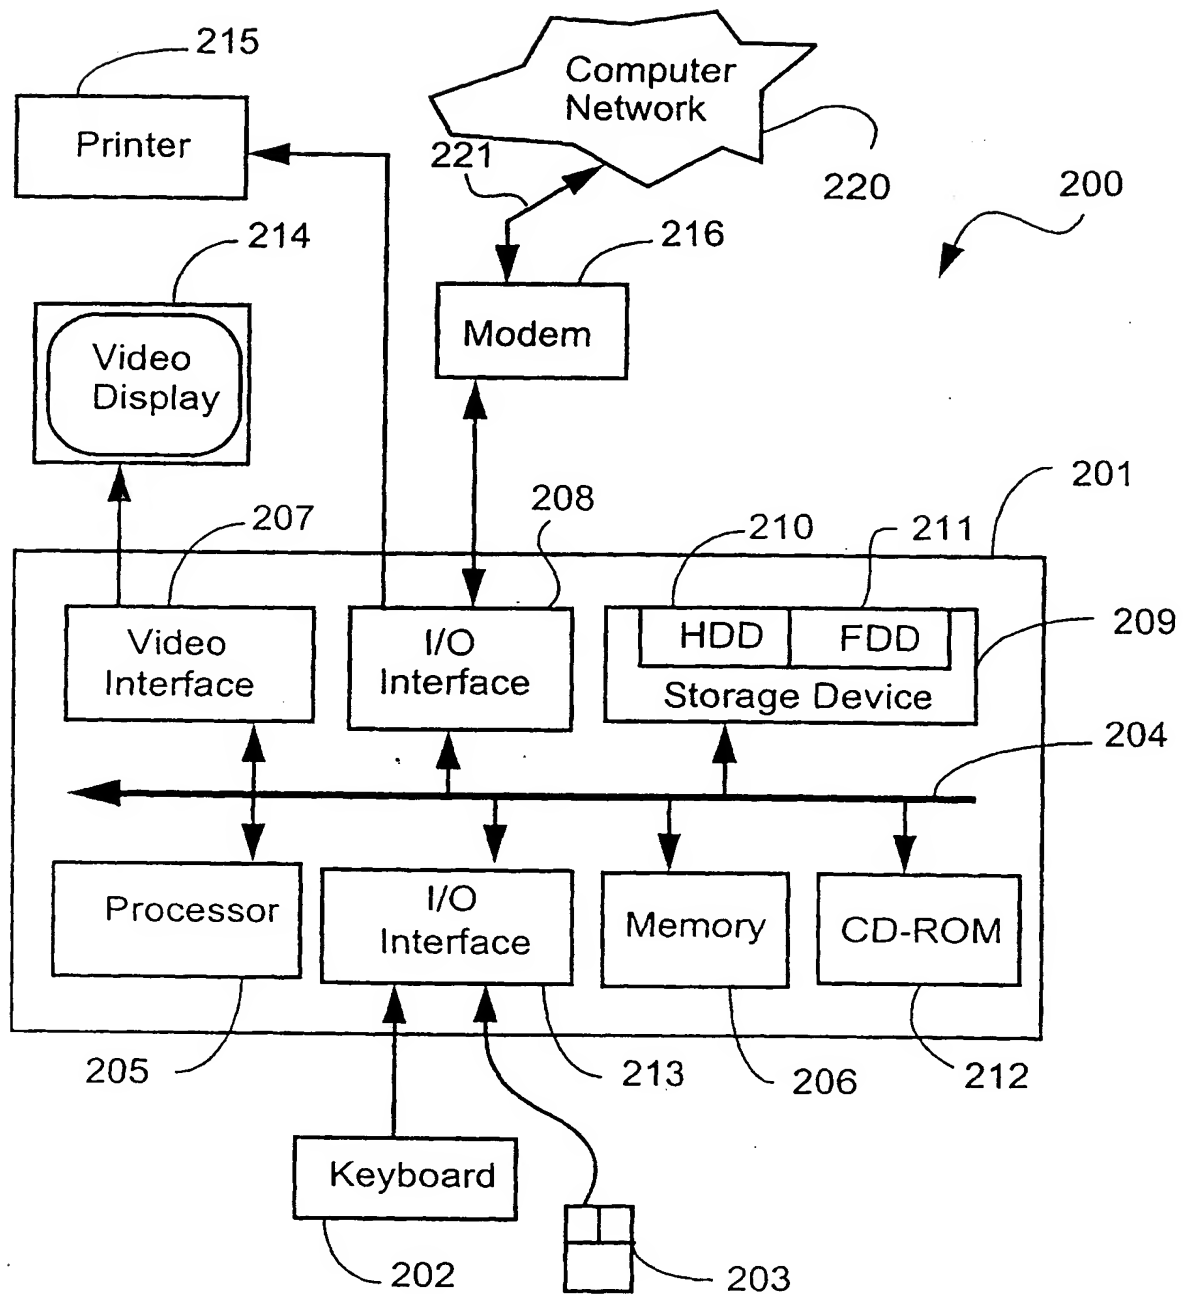 215
Printer
Computer
Network
221
220
200
214
216
Video
Display
Modem
201
207
208
210
211
Video
Interface
I/O
Interface
HDD
FDD
Storage Device
209
204
Processor
I/O
Interface
Memory
CD-ROM
205
213
206
212
Keyboard
202
203